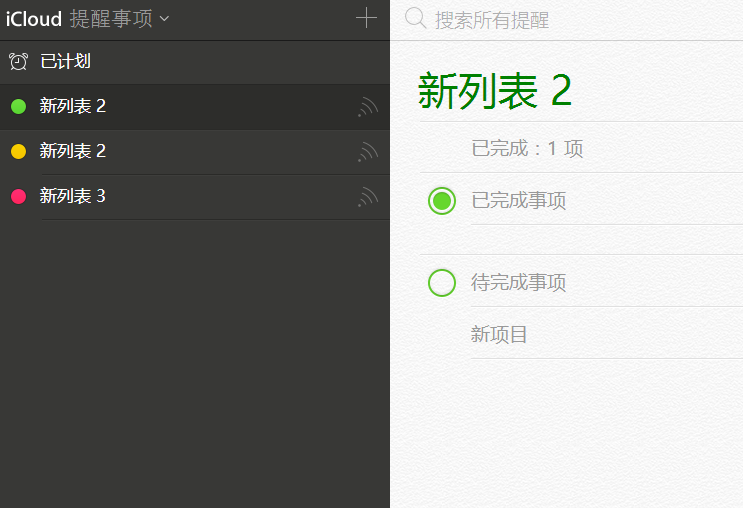 iCloud 提醒事项
已计划
新列表 2
新列表 2
新列表 3
搜索所有提醒
新列表 2
已完成：1 项
已完成事项
待完成事项
新项目